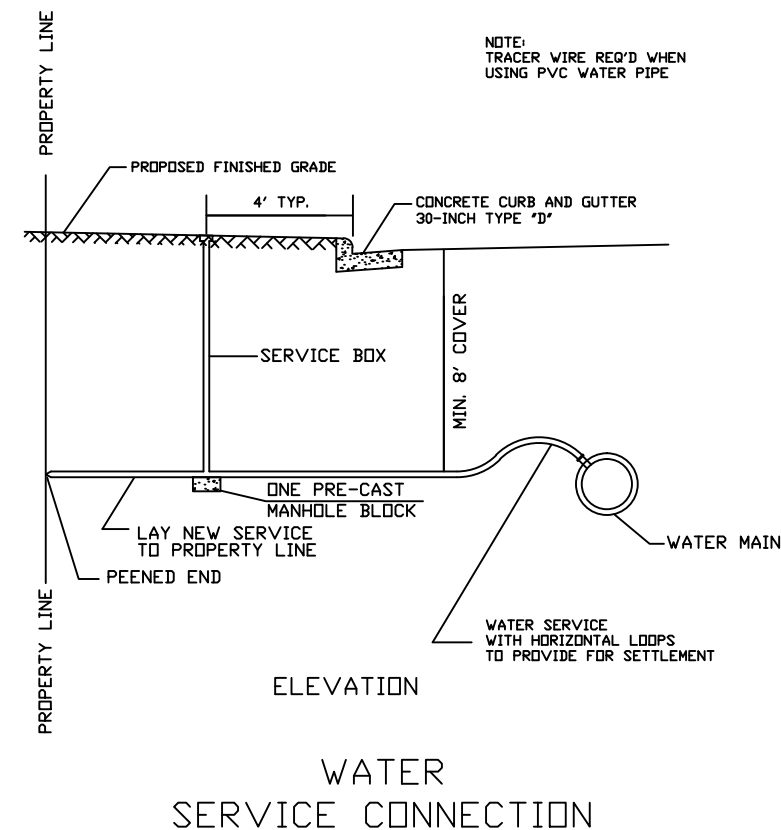 PROPERTY LINE
NOTE:
TRACER WIRE REQ'D WHEN
USING PVC WATER PIPE
PROPOSED FINISHED GRADE
4' TYP.
CONCRETE CURB AND GUTTER
30-INCH TYPE "D"
SERVICE BOX
MIN. 8' COVER
ONE PRE-CAST
MANHOLE BLOCK
LAY NEW SERVICE
TO PROPERTY LINE
WATER MAIN
PEENED END
PROPERTY LINE
WATER SERVICE
WITH HORIZONTAL LOOPS
TO PROVIDE FOR SETTLEMENT
ELEVATION
WATER
SERVICE CONNECTION